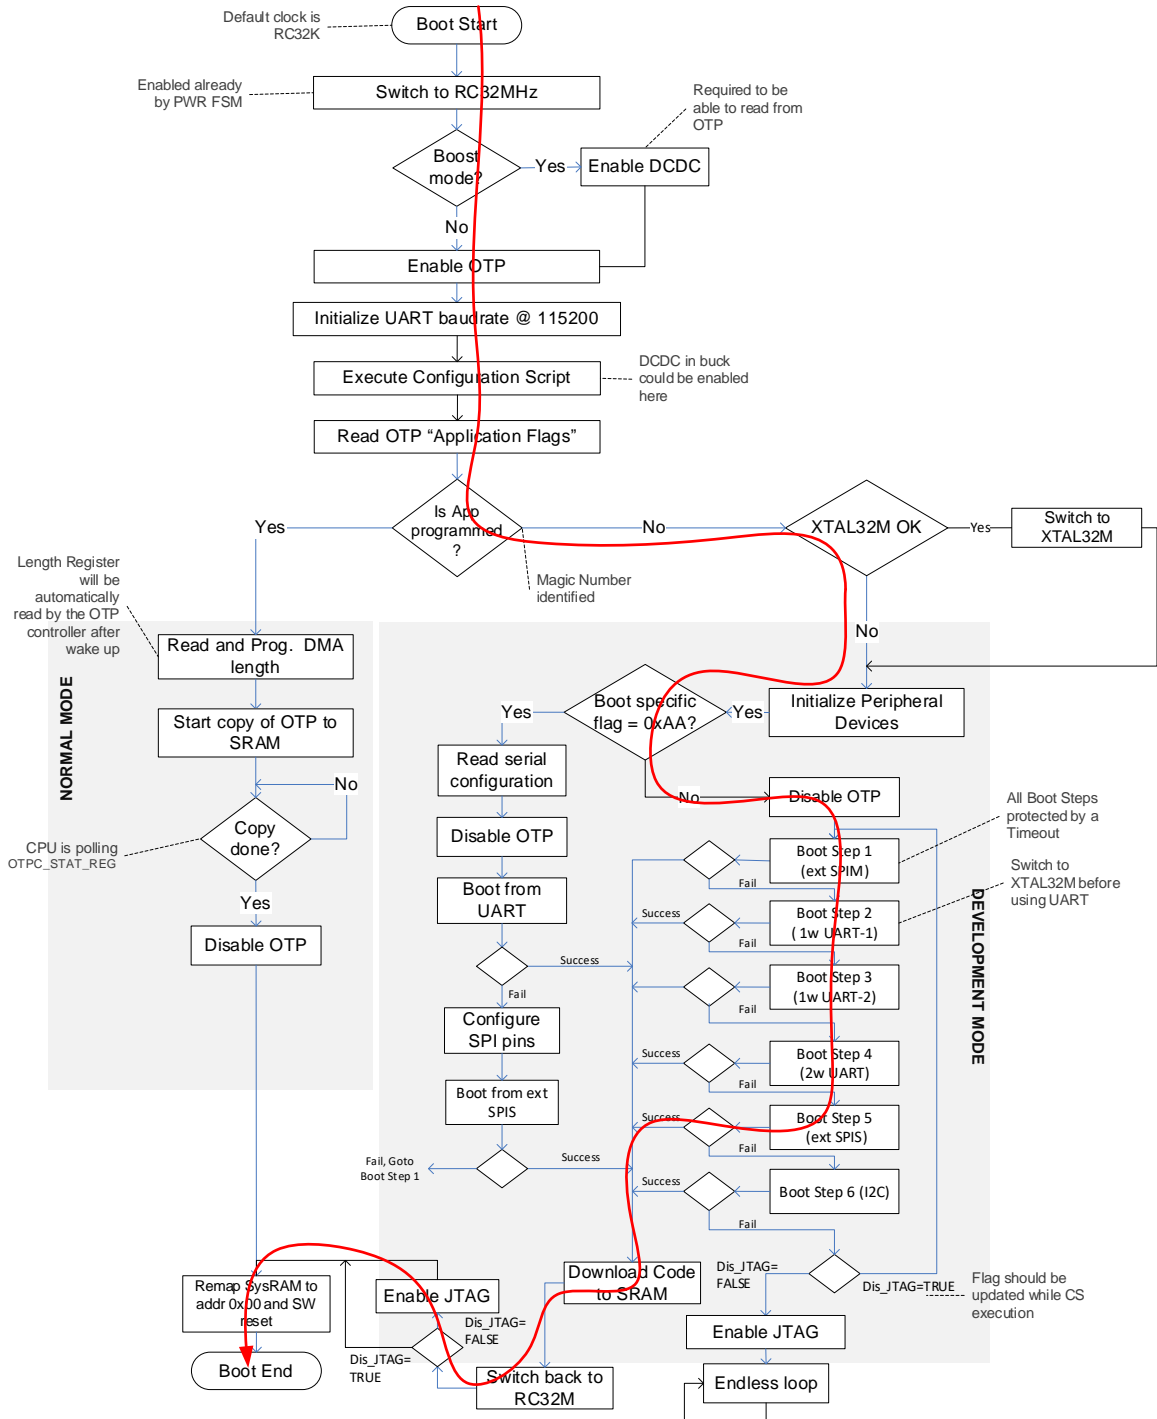 Default clock is
RC32K
Boot Start
Enabled already
by PWR FSM
Switch to RC32MHz
Required to be
able to read from
OTP
Boost
mode?
Yes
Enable DCDC
No
Enable OTP
Initialize UART baudrate @ 115200
Execute Configuration Script
DCDC in buck
could be enabled
here
Read OTP “Application Flags”
Yes
Is App
programmed
?
No
XTAL32M OK
Yes
Switch to
XTAL32M
Magic Number
identified
Length Register
will be
automatically
read by the OTP
controller after
wake up
No
NORMAL MODE
Read and Prog. DMA
length
Start copy of OTP to
SRAM
No
Copy
done?
CPU is polling
OTPC_STAT_REG
Yes
Disable OTP
DEVELOPMENT MODE
Initialize Peripheral
Devices
Yes
Boot specific
flag = 0xAA?
Yes
No
Read serial
configuration
Disable OTP
Boot from
UART
Success
Fail
Configure
SPI pins
Boot from ext
SPIS
Success
Fail, Goto
Boot Step 1
Disable OTP
All Boot Steps
protected by a
Timeout
Boot Step 1
(ext SPIM)
Fail
Switch to
XTAL32M before
using UART
Success
Boot Step 2
( 1w UART-1)
Fail
Boot Step 3
(1w UART-2)
Fail
Success
Boot Step 4
(2w UART)
Fail
Success
Boot Step 5
(ext SPIS)
Fail
Success
Boot Step 6 (I2C)
Fail
Dis_JTAG=
FALSE
Dis_JTAG=TRUE
Flag should be
updated while CS
execution
Enable JTAG
Endless loop
Download Code
to SRAM
Switch back to
RC32M
Dis_JTAG=
FALSE
Dis_JTAG=
TRUE
Enable JTAG
Remap SysRAM to
addr 0x00 and SW
reset
Boot End